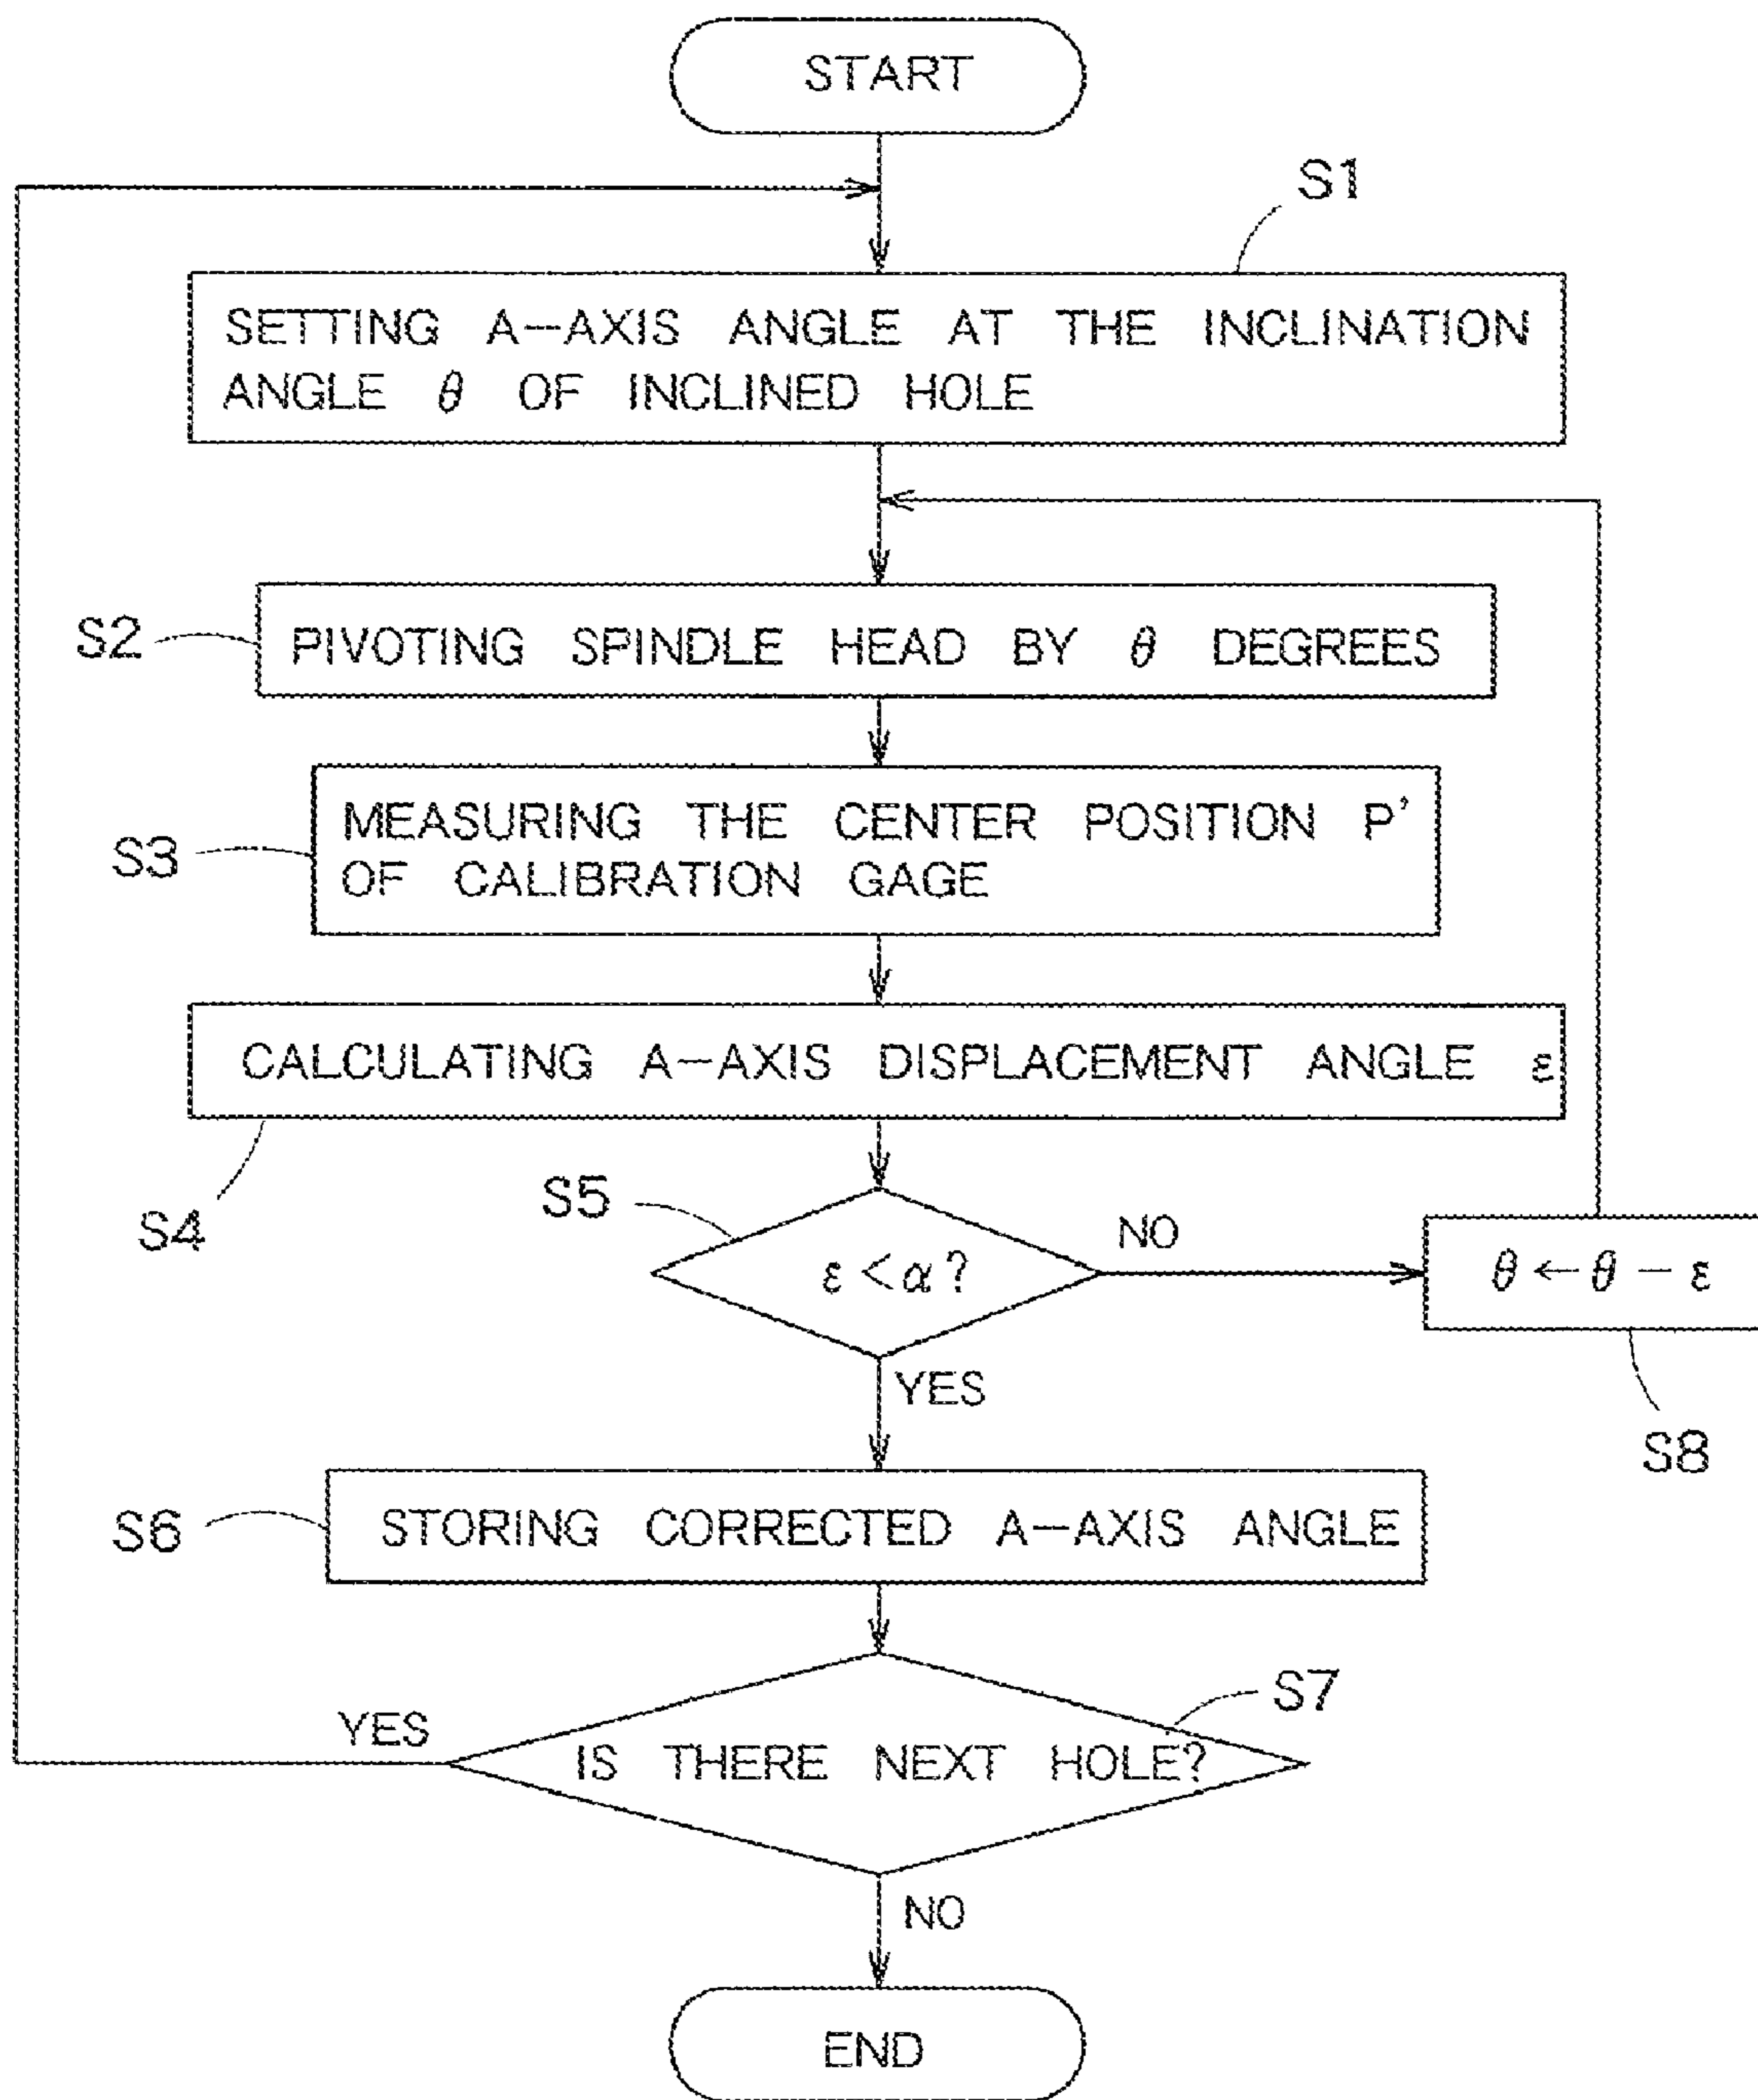 START
S1
SETTING A-AXIS ANGLE AT THE INCLINATION
ANGLE θ OF INCLINED HOLE
S2
PIVOTING SPINDLE HEAD BY θ DEGREES
S3
MEASURING THE CENTER POSITION P'
OF CALIBRATION GAGE
CALCULATING A-AXIS DISPLACEMENT ANGLE ε
S4
S5
ε<α?
NO
θ←θ-ε
S8
YES
S6
STORING CORRECTED A-AXIS ANGLE
S7
YES
IS THERE NEXT HOLE?
NO
END